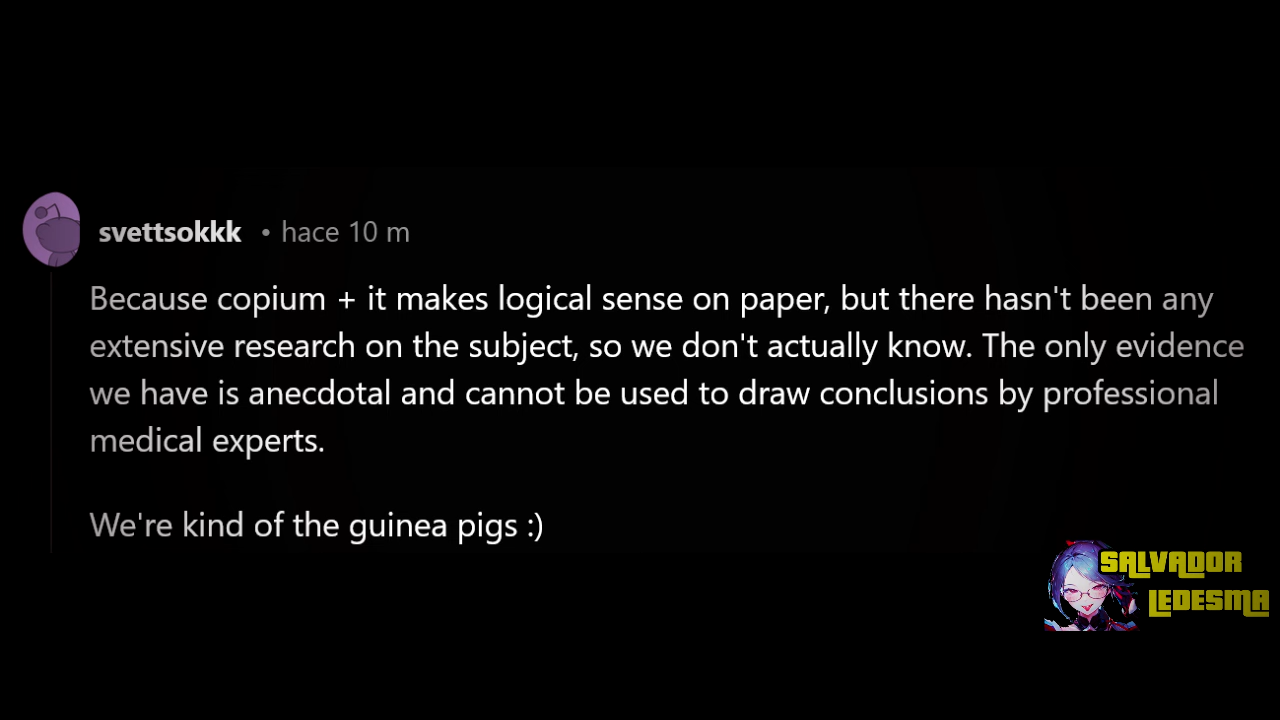 svettsokkk • hace 10 m
Because copium + it makes logical sense on paper, but there hasn't been any
extensive research on the subject, so we don't actually know. The only evidence
we have is anecdotal and cannot be used to draw conclusions by professional
medical experts.
We're kind of the guinea pigs :)
SALVADOR
LEDESMA